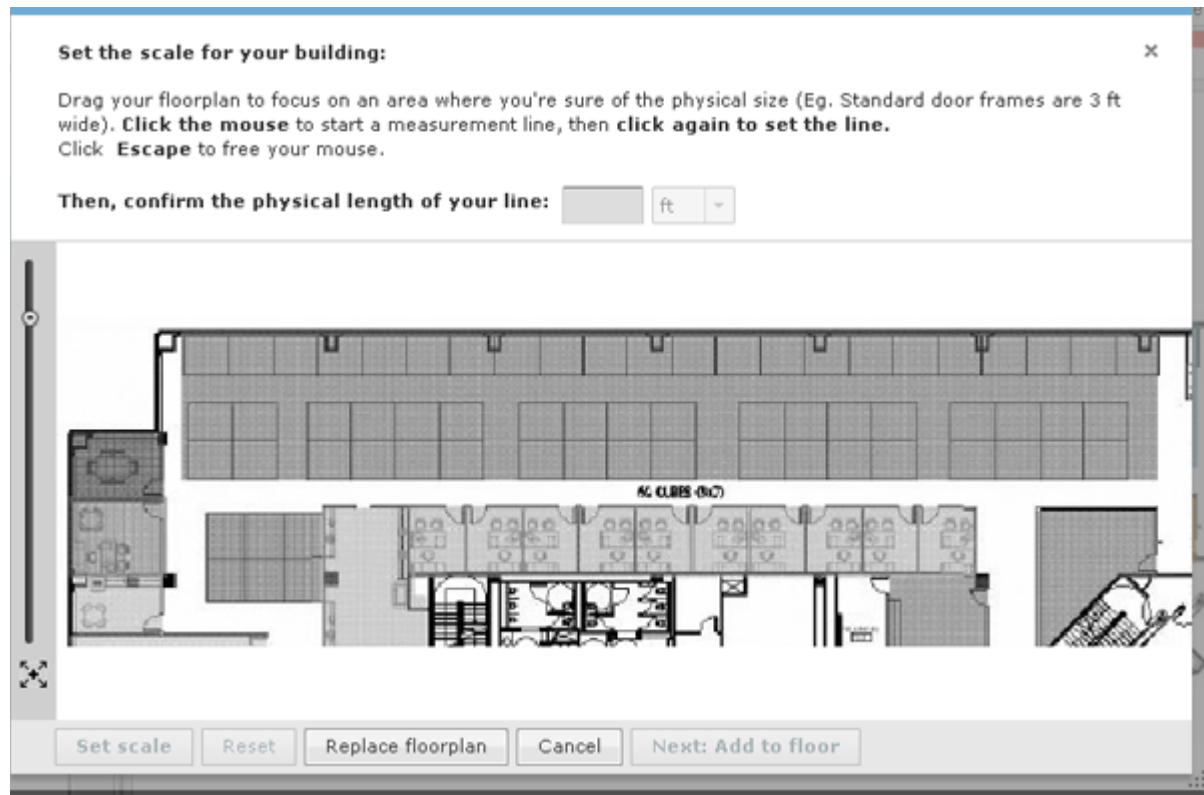 Set the scale for your building:
Drag your floorplan to focus on an area where you're sure of the physical size (Eg. Standard door frames are 3 ft
wide). Click the mouse to start a measurement line, then click again to set the line.
Click Escape to free your mouse.
Then, confirm the physical length of your line:
ft
CUBES
Set scale
Reset
Replace floorplan
Cancel
Next: Add to floor